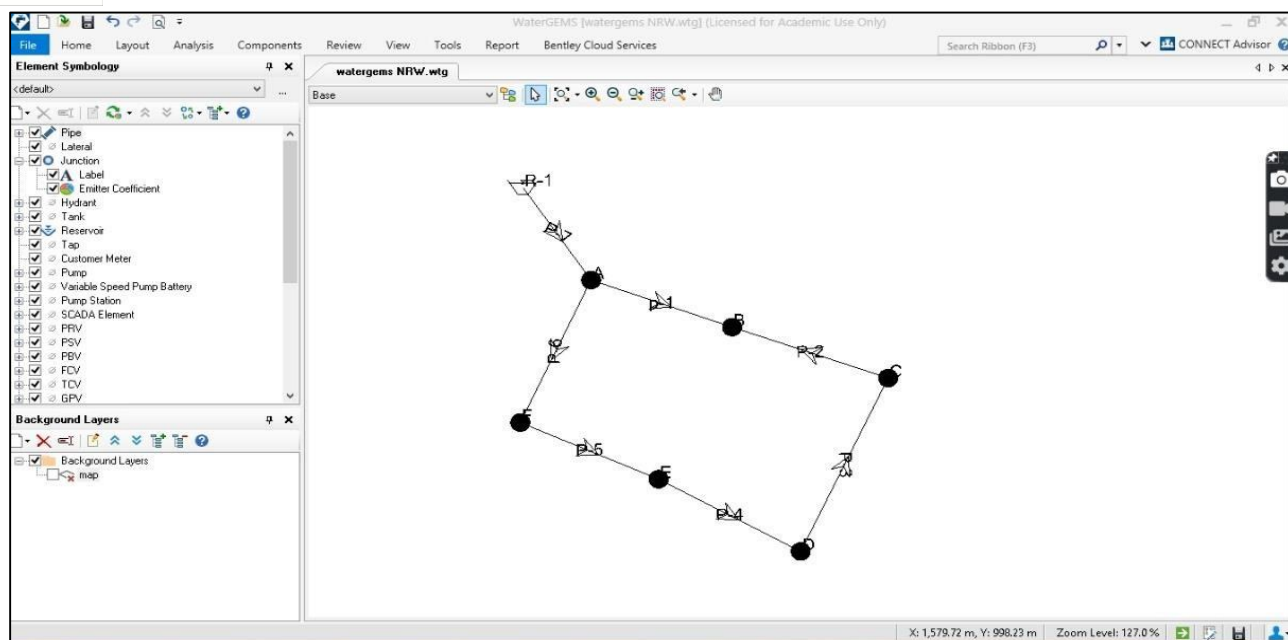 WaterGEMS [watergems NRW.wtg] (Licensed for Academic Use Only)
File Home Layout Analysis Components Review View Tools Report Bentley Cloud Services Search Ribbon (F3) CONNECT Advisor
Element Symbology
<default>
Pipe
Lateral
Junction
Label
Emitter Coefficient
Hydrant
Tank
Reservoir
Tap
Customer Meter
Pump
Variable Speed Pump Battery
Pump Station
SCADA Element
PRV
PSV
PBV
FCV
TCV
GPV
Background Layers
Background Layers
map
watergems NRW.wtg
Base
R-1
P-7
A
P-1
B
P-2
C
P-6
P-5
E
P-4
D
X: 1,579.72 m, Y: 998.23 m Zoom Level: 127.0 %